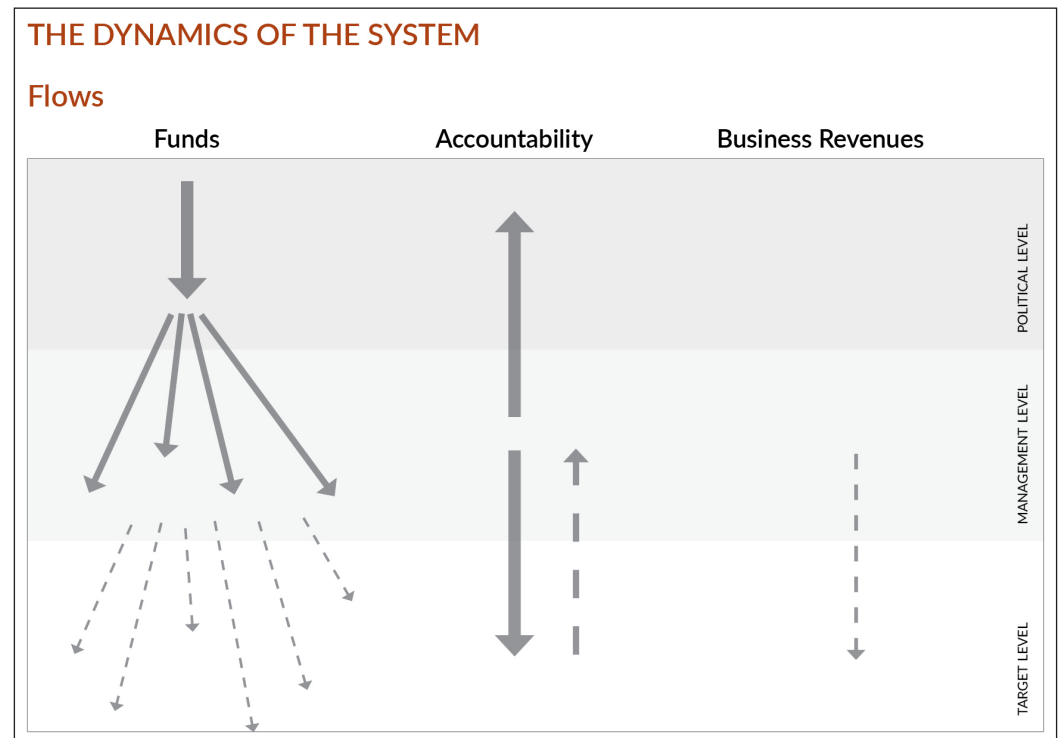 THE DYNAMICS OF THE SYSTEM
Flows
Funds
Accountability
Business Revenues
POLITICAL LEVEL
MANAGEMENT LEVEL
TARGET LEVEL